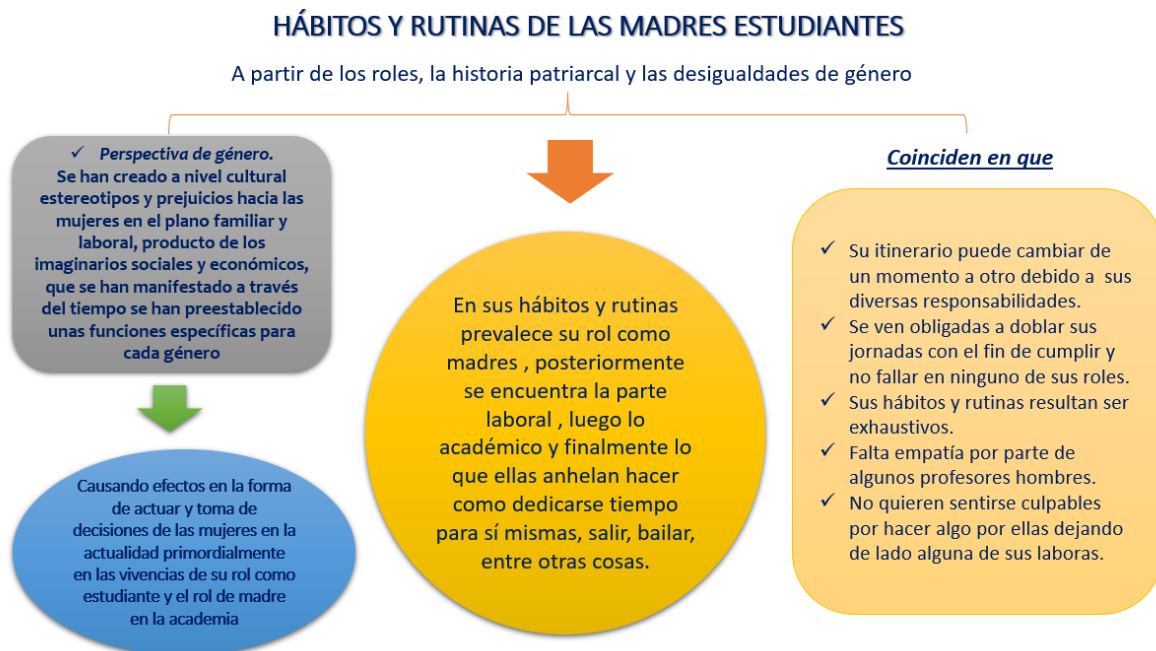 HÁBITOS Y RUTINAS DE LAS MADRES ESTUDIANTES
A partir de los roles, la historia patriarcal y las desigualdades de género
✓ Perspectiva de género.
Se han creado a nivel cultural
estereotipos y prejuicios hacia las
mujeres en el plano familiar y
laboral, producto de los
imaginarios sociales y económicos,
que se han manifestado a través
del tiempo se han preestablecido
unas funciones específicas para
cada género
Causando efectos en la forma
de actuar y toma de
decisiones de las mujeres en la
actualidad primordialmente
en las vivencias de su rol como
estudiante y el rol de madre
en la academia
En sus hábitos y rutinas
prevalece su rol como
madres , posteriormente
se encuentra la parte
laboral , luego lo
académico y finalmente lo
que ellas anhelan hacer
como dedicarse tiempo
para sí mismas, salir, bailar,
entre otras cosas.
Coinciden en que
✓ Su itinerario puede cambiar de
un momento a otro debido a sus
diversas responsabilidades.
✓ Se ven obligadas a doblar sus
jornadas con el fin de cumplir y
no fallar en ninguno de sus roles.
✓ Sus hábitos y rutinas resultan ser
exhaustivos.
✓ Falta empatía por parte de
algunos profesores hombres.
✓ No quieren sentirse culpables
por hacer algo por ellas dejando
de lado alguna de sus laboras.